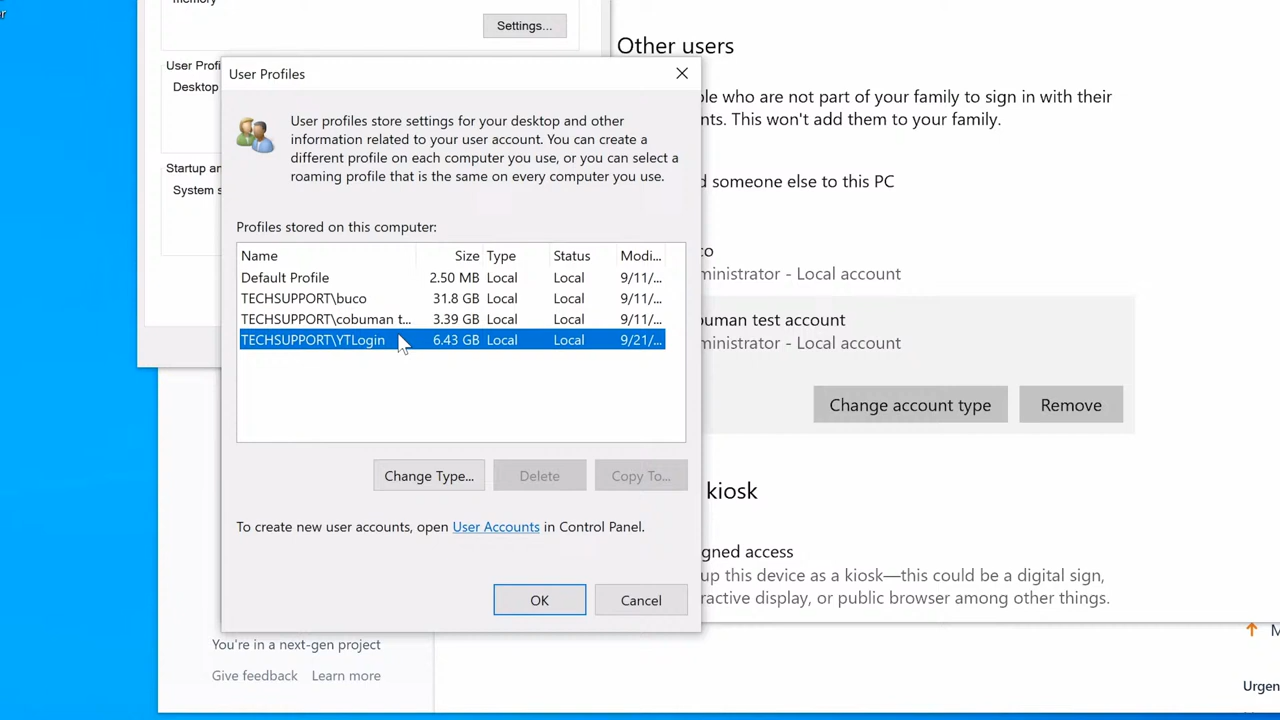 er
memory
Settings...
User Profi
Desktop
Startup an
System s
User Profiles
User profiles store settings for your desktop and other
information related to your user account. You can create a
different profile on each computer you use, or you can select a
roaming profile that is the same on every computer you use.
Profiles stored on this computer:
Name Size Type Status Modi...
Default Profile 2.50 MB Local Local 9/11/...
TECHSUPPORT\buco 31.8 GB Local Local 9/11/...
TECHSUPPORT\cobuman t... 3.39 GB Local Local 9/11/...
TECHSUPPORT\YTLogin 6.43 GB Local Local 9/21/...
Change Type... Delete Copy To...
To create new user accounts, open User Accounts in Control Panel.
OK Cancel
Other users
ple who are not part of your family to sign in with their
nts. This won't add them to your family.
d someone else to this PC
co
ministrator - Local account
buman test account
ministrator - Local account
Change account type Remove
kiosk
gned access
up this device as a kiosk—this could be a digital sign,
ractive display, or public browser among other things.
You're in a next-gen project
Give feedback Learn more
M
Urgen